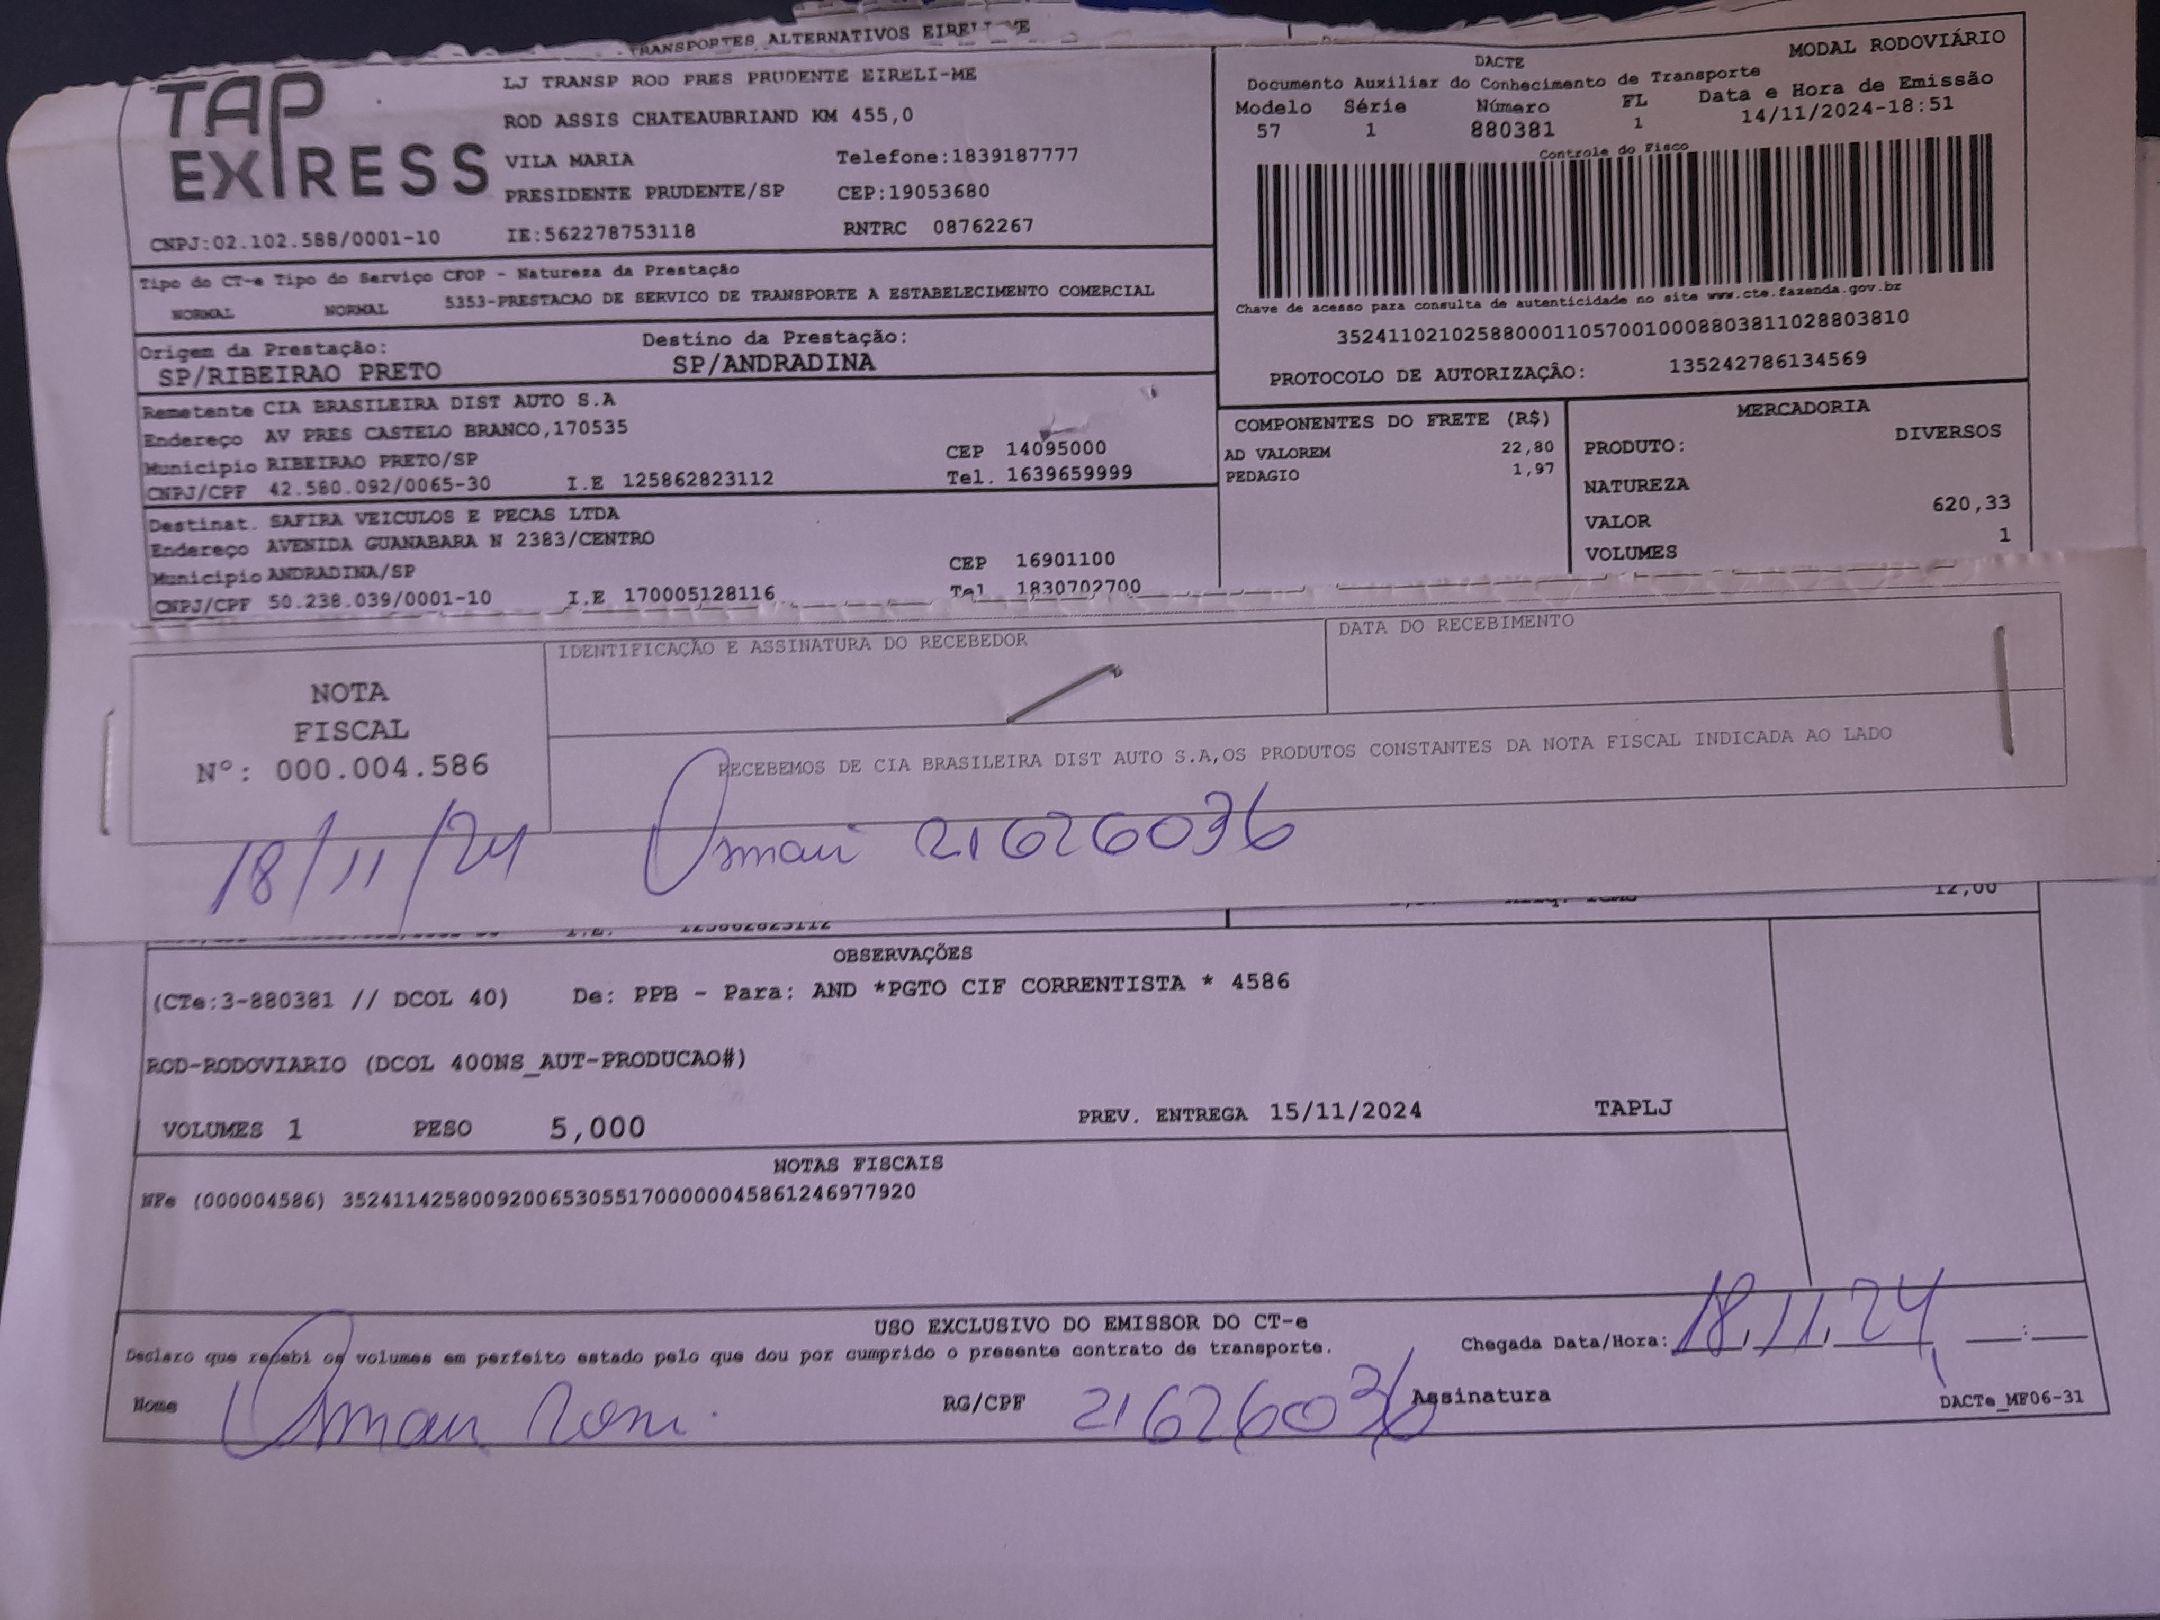 TRANSPORTES ALTERNATIVOS EIRELI-ME
TAP EXPRESS
LJ TRANSP ROD PRES PRUDENTE EIRELI-ME
ROD ASSIS CHATEAUBRIAND KM 455,0
VILA MARIA Telefone:1839187777
PRESIDENTE PRUDENTE/SP CEP:19053680
CNPJ:02.102.588/0001-10 IE:562278753118 RNTRC 08762267
DACTE MODAL RODOVIÁRIO
Documento Auxiliar do Conhecimento de Transporte
Modelo Série Número FL Data e Hora de Emissão
57 1 880381 1 14/11/2024-18:51
Controle do Fisco
Chave de acesso para consulta de autenticidade no site www.cte.fazenda.gov.br
35241102102588000110570010008803811028803810
PROTOCOLO DE AUTORIZAÇÃO: 135242786134569
Tipo do CT-e Tipo do Serviço CFOP - Natureza da Prestação
NORMAL NORMAL 5353-PRESTACAO DE SERVICO DE TRANSPORTE A ESTABELECIMENTO COMERCIAL
Origem da Prestação: Destino da Prestação:
SP/RIBEIRAO PRETO SP/ANDRADINA
Remetente CIA BRASILEIRA DIST AUTO S.A
Endereço AV PRES CASTELO BRANCO,170535
Municipio RIBEIRAO PRETO/SP CEP 14095000
CNPJ/CPF 42.580.092/0065-30 I.E 125862823112 Tel. 1639659999
Destinat. SAFIRA VEICULOS E PECAS LTDA
Endereço AVENIDA GUANABARA N 2383/CENTRO
Municipio ANDRADINA/SP CEP 16901100
CNPJ/CPF 50.238.039/0001-10 I.E 170005128116 Tel 1830702700
COMPONENTES DO FRETE (R$)
AD VALOREM 22,80
PEDAGIO 1,97
MERCADORIA
PRODUTO: DIVERSOS
NATUREZA
VALOR 620,33
VOLUMES 1
NOTA
FISCAL
Nº: 000.004.586
IDENTIFICAÇÃO E ASSINATURA DO RECEBEDOR
DATA DO RECEBIMENTO
RECEBEMOS DE CIA BRASILEIRA DIST AUTO S.A,OS PRODUTOS CONSTANTES DA NOTA FISCAL INDICADA AO LADO
18/11/24 Osmair 21626036
12,00
I.E. 125862823112
OBSERVAÇÕES
(CTe:3-880381 // DCOL 40) De: PPB - Para: AND *PGTO CIF CORRENTISTA * 4586
ROD-RODOVIARIO (DCOL 400NS_AUT-PRODUCAO#)
VOLUMES 1 PESO 5,000 PREV. ENTREGA 15/11/2024 TAPLJ
NOTAS FISCAIS
NFe (000004586) 35241142580092006530551700000045861246977920
USO EXCLUSIVO DO EMISSOR DO CT-e
Declaro que recebi os volumes em perfeito estado pelo que dou por cumprido o presente contrato de transporte.
Chegada Data/Hora: 18,11,24 :
Nome Osmair RG/CPF 21626036 Assinatura
DACTe_MF06-31